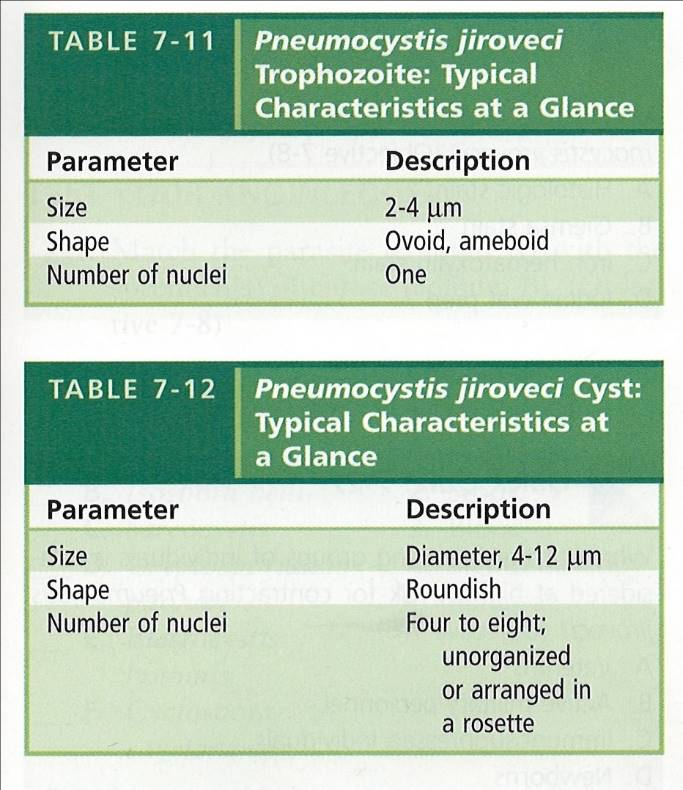 TABLE 7-11
Pneumocystis jiroveci
Trophozoite: Typical
Characteristics at a Glance
Parameter Description
Size 2-4 μm
Shape Ovoid, ameboid
Number of nuclei One
TABLE 7-12
Pneumocystis jiroveci Cyst:
Typical Characteristics at
a Glance
Parameter Description
Size Diameter, 4-12 μm
Shape Roundish
Number of nuclei Four to eight;
unorganized
or arranged in
a rosette